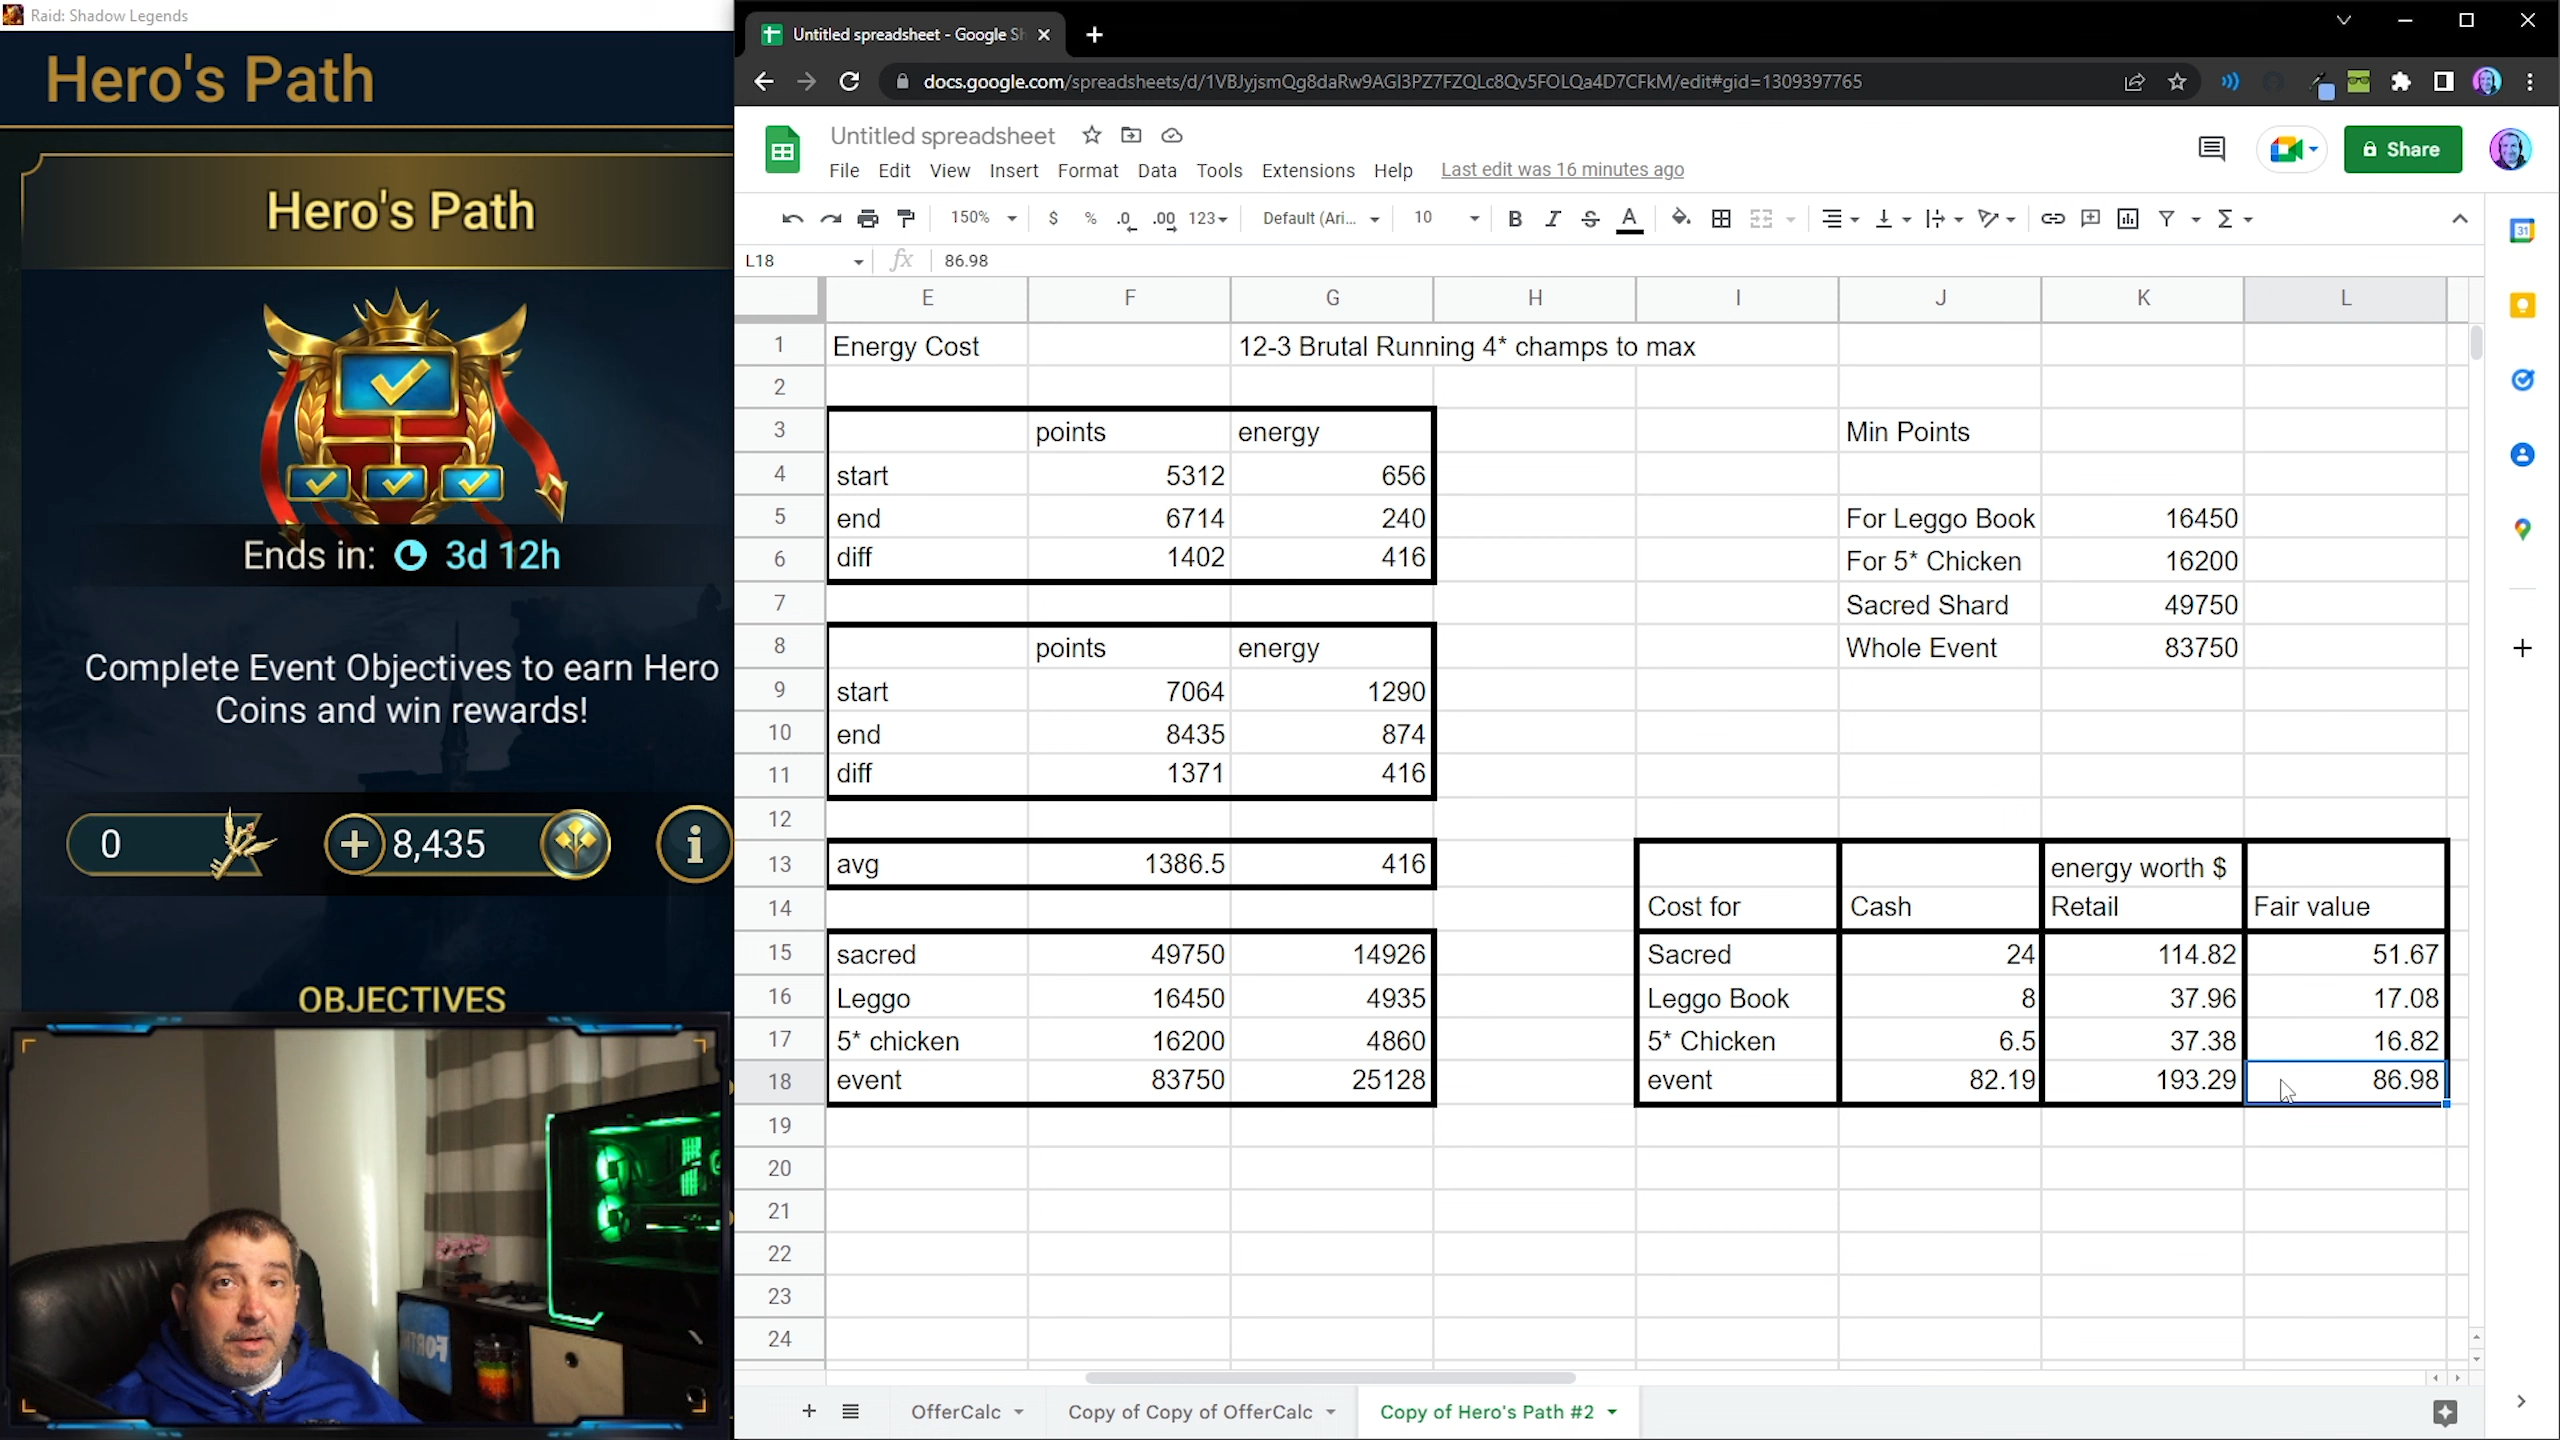 Raid: Shadow Legends
Hero's Path
Hero's Path
Ends in: 3d 12h
Complete Event Objectives to earn Hero
Coins and win rewards!
0 8,435
OBJECTIVES
Untitled spreadsheet - Google Sh
docs.google.com/spreadsheets/d/1VBJyjsmQg8daRw9AGI3PZ7FZQLc8Qv5FOLQa4D7CFkM/edit#gid=1309397765
Untitled spreadsheet
File Edit View Insert Format Data Tools Extensions Help Last edit was 16 minutes ago
Share
150% $ % .0 .00 123 Default (Ari... 10 B I S A
L18 fx 86.98
E F G H I J K L
1 Energy Cost 12-3 Brutal Running 4* champs to max
2
3 points energy Min Points
4 start 5312 656
5 end 6714 240 For Leggo Book 16450
6 diff 1402 416 For 5* Chicken 16200
7 Sacred Shard 49750
8 points energy Whole Event 83750
9 start 7064 1290
10 end 8435 874
11 diff 1371 416
12
13 avg 1386.5 416 energy worth $
14 Cost for Cash Retail Fair value
15 sacred 49750 14926 Sacred 24 114.82 51.67
16 Leggo 16450 4935 Leggo Book 8 37.96 17.08
17 5* chicken 16200 4860 5* Chicken 6.5 37.38 16.82
18 event 83750 25128 event 82.19 193.29 86.98
19
20
21
22
23
24
OfferCalc Copy of Copy of OfferCalc Copy of Hero's Path #2
31